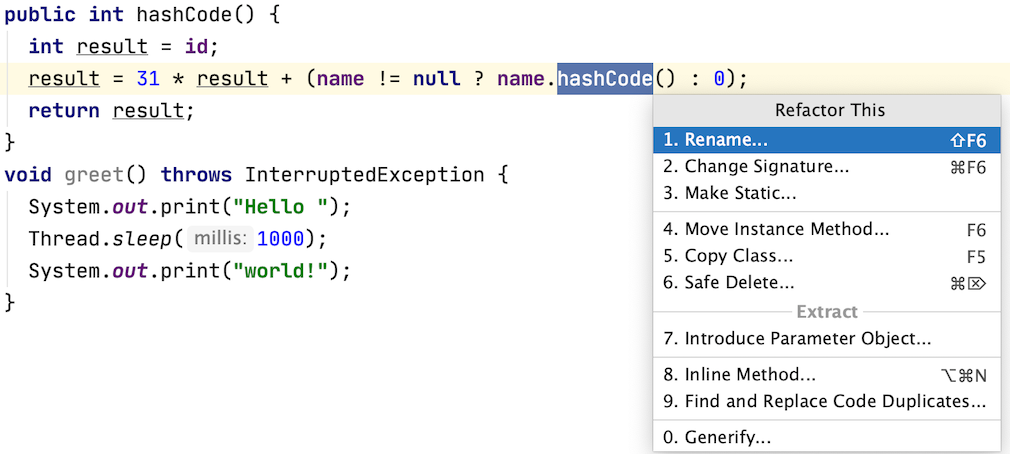 public int hashCode() {
int result = id;
result = 31 * result + (name != null ? name.hashCode() : 0);
return result;
}
void greet() throws InterruptedException {
System.out.print("Hello ");
Thread.sleep( millis: 1000);
System.out.print("world!");
}
Refactor This
1. Rename... ⇧F6
2. Change Signature... ⌘F6
3. Make Static...
4. Move Instance Method... F6
5. Copy Class... F5
6. Safe Delete... ⌘⌦
Extract
7. Introduce Parameter Object...
8. Inline Method... ⌥⌘N
9. Find and Replace Code Duplicates...
0. Generify...